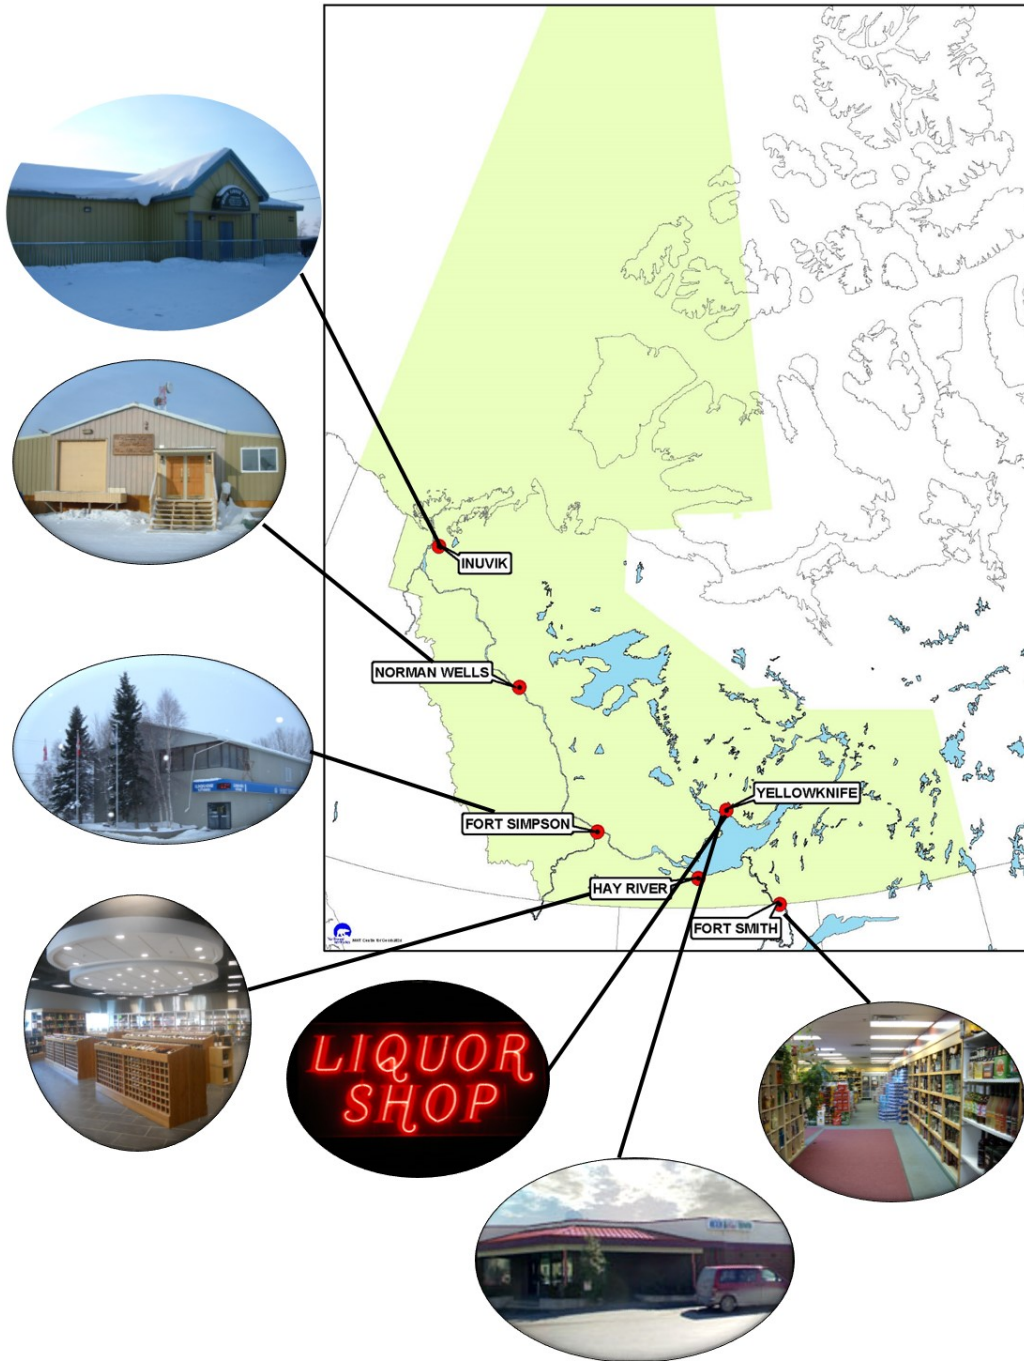 INUVIK
NORMAN WELLS
YELLOWKNIFE
FORT SIMPSON
HAY RIVER
FORT SMITH
LIQUOR
SHOP